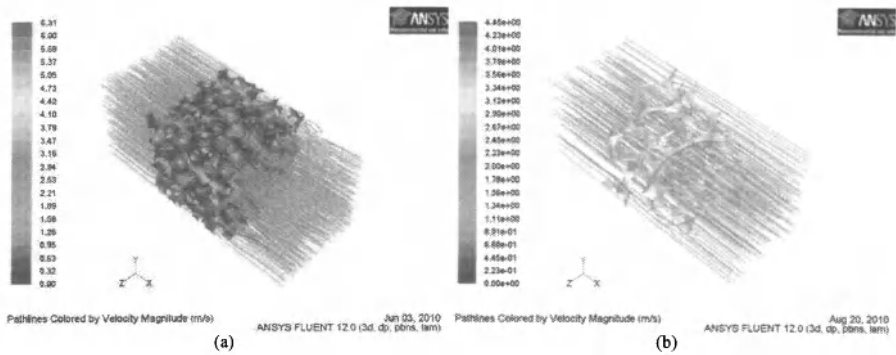 ANSYS
6.31
6.00
5.68
5.37
5.05
4.73
4.42
4.10
3.79
3.47
3.16
2.84
2.53
2.21
1.89
1.58
1.26
0.95
0.63
0.32
0.00
Y
Z X
Pathlines Colored by Velocity Magnitude (m/s)
Jun 03, 2010
ANSYS FLUENT 12.0 (3d, dp, pbns, lam)
(a)
ANSYS
4.45e+00
4.23e+00
4.01e+00
3.78e+00
3.56e+00
3.34e+00
3.12e+00
2.90e+00
2.67e+00
2.45e+00
2.23e+00
2.00e+00
1.78e+00
1.56e+00
1.34e+00
1.11e+00
8.91e-01
6.68e-01
4.45e-01
2.23e-01
0.00e+00
Y
Z X
Pathlines Colored by Velocity Magnitude (m/s)
Aug 20, 2010
ANSYS FLUENT 12.0 (3d, dp, pbns, lam)
(b)